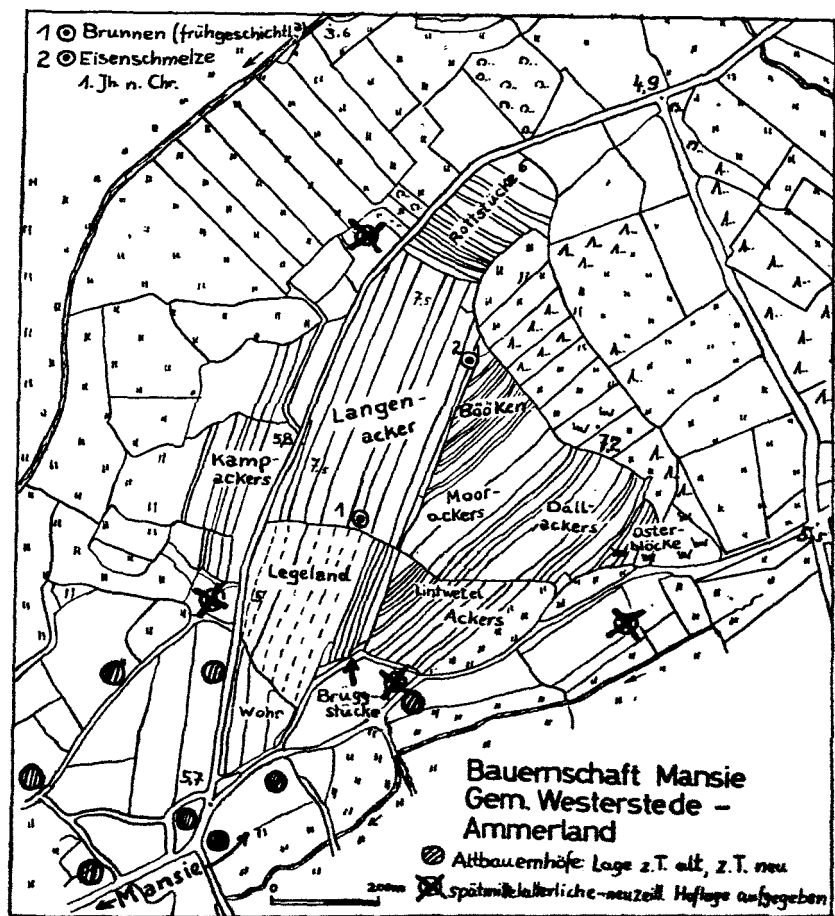 1 ⊙ Brunnen (frühgeschichtl?)
2 ⊙ Eisenschmelze
1. Jh. n. Chr.
3.6
4,9
Rottstücke
7.5
2
Langen-
acker
Bööken
5,8
7,2
Kamp-
ackers
7,5
Moor-
ackers
Dall-
ackers
Oster-
blöcke
1
5,5
Legeland
Lintwetel
Ackers
Wohr
Brügg-
stücke
5,7
Mansie
Bauernschaft Mansie
Gem. Westerstede –
Ammerland
Altbauernhöfe: Lage z.T. alt, z.T. neu
0 200m
spätmittelalterliche-neuzeitl. Hoflage aufgegeben